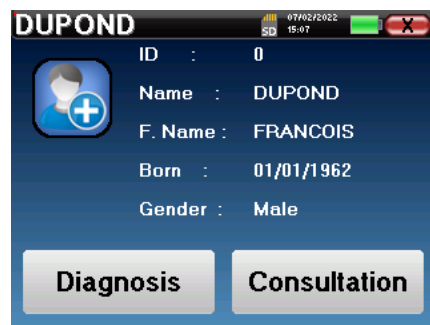 DUPOND
SD
07/02/2022
15:07
X
ID : 0
Name : DUPOND
F. Name : FRANCOIS
Born : 01/01/1962
Gender : Male
Diagnosis
Consultation